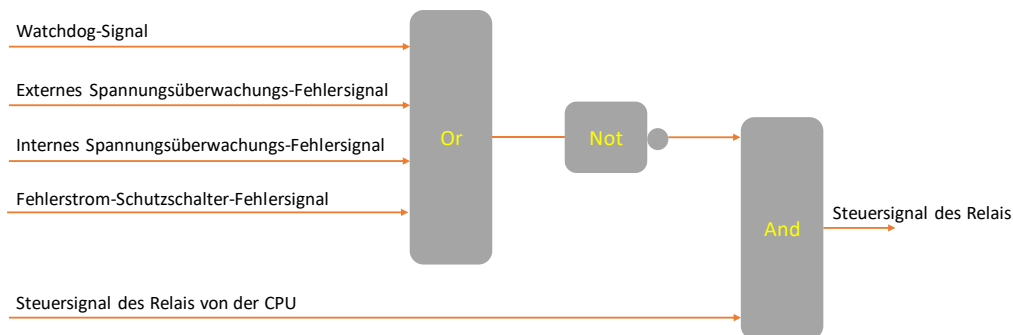 Watchdog-Signal
Externes Spannungsüberwachungs-Fehlersignal
Internes Spannungsüberwachungs-Fehlersignal
Fehlerstrom-Schutzschalter-Fehlersignal
Or
Not
And
Steuersignal des Relais
Steuersignal des Relais von der CPU